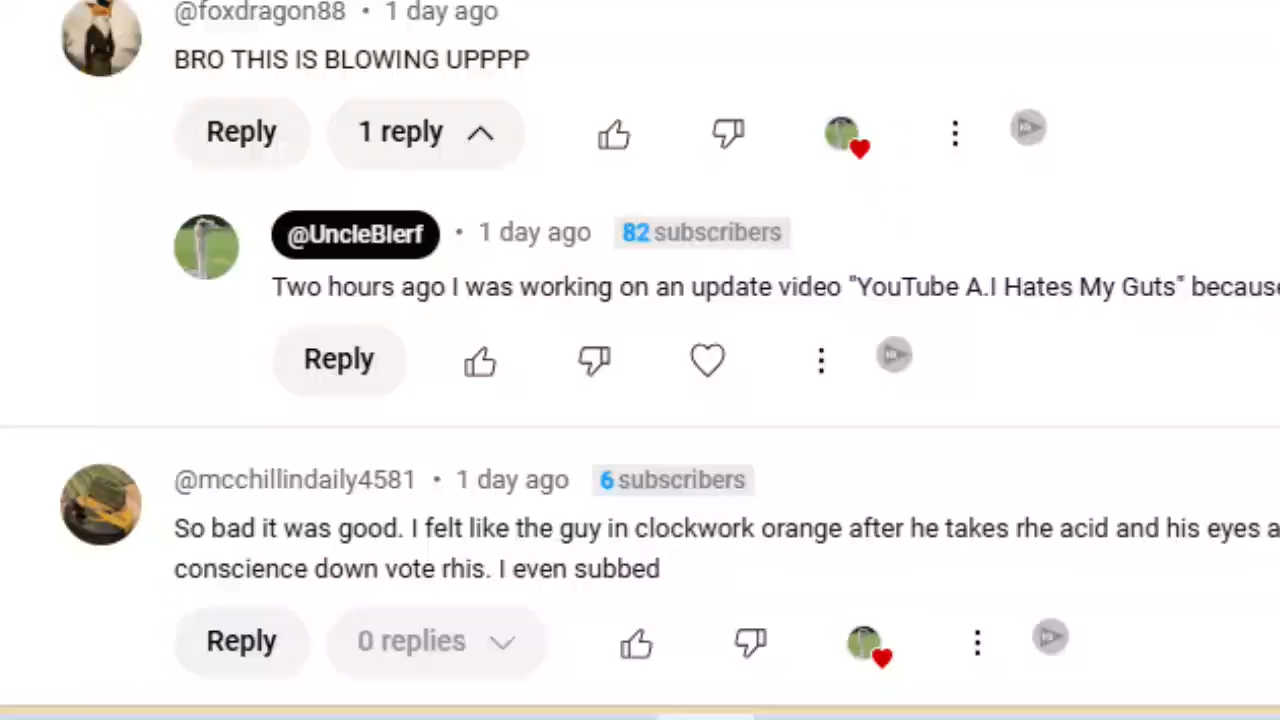 @foxdragon88 • 1 day ago
BRO THIS IS BLOWING UPPPP
Reply 1 reply
@UncleBlerf • 1 day ago 82 subscribers
Two hours ago I was working on an update video "YouTube A.I Hates My Guts" because
Reply
@mcchillindaily4581 • 1 day ago 6 subscribers
So bad it was good. I felt like the guy in clockwork orange after he takes rhe acid and his eyes a
conscience down vote rhis. I even subbed
Reply 0 replies